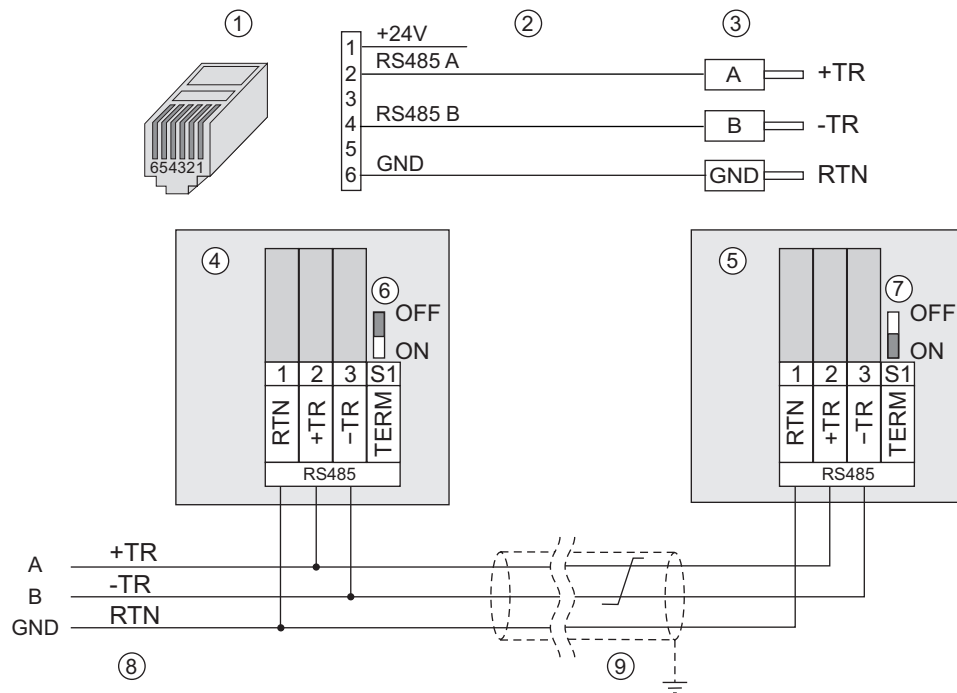 ① ② ③
654321
1 +24V
2 RS485 A A +TR
3
4 RS485 B B -TR
5
6 GND GND RTN
④ ⑤
⑥ ⑦
OFF OFF
ON ON
1 2 3 S1
RTN +TR –TR TERM
RS485
1 2 3 S1
RTN +TR –TR TERM
RS485
A +TR
B -TR
GND RTN
⑧ ⑨